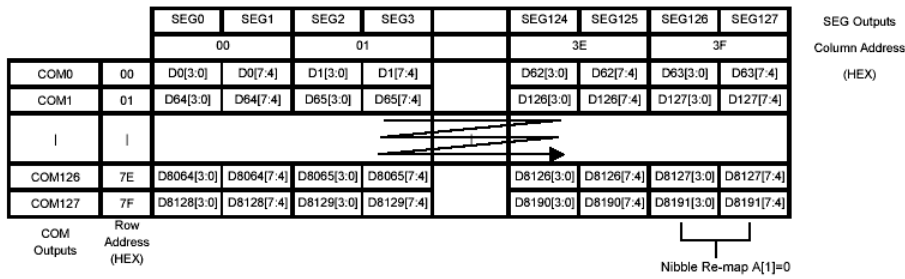 SEG0 SEG1 SEG2 SEG3 SEG124 SEG125 SEG126 SEG127 SEG Outputs
00 01 3E 3F Column Address
(HEX)
COM0 00 D0[3:0] D0[7:4] D1[3:0] D1[7:4] D62[3:0] D62[7:4] D63[3:0] D63[7:4]
COM1 01 D64[3:0] D64[7:4] D65[3:0] D65[7:4] D126[3:0] D126[7:4] D127[3:0] D127[7:4]
| | |
COM126 7E D8064[3:0] D8064[7:4] D8065[3:0] D8065[7:4] D8126[3:0] D8126[7:4] D8127[3:0] D8127[7:4]
COM127 7F D8128[3:0] D8128[7:4] D8129[3:0] D8129[7:4] D8190[3:0] D8190[7:4] D8191[3:0] D8191[7:4]
COM
Outputs
Row
Address
(HEX)
Nibble Re-map A[1]=0